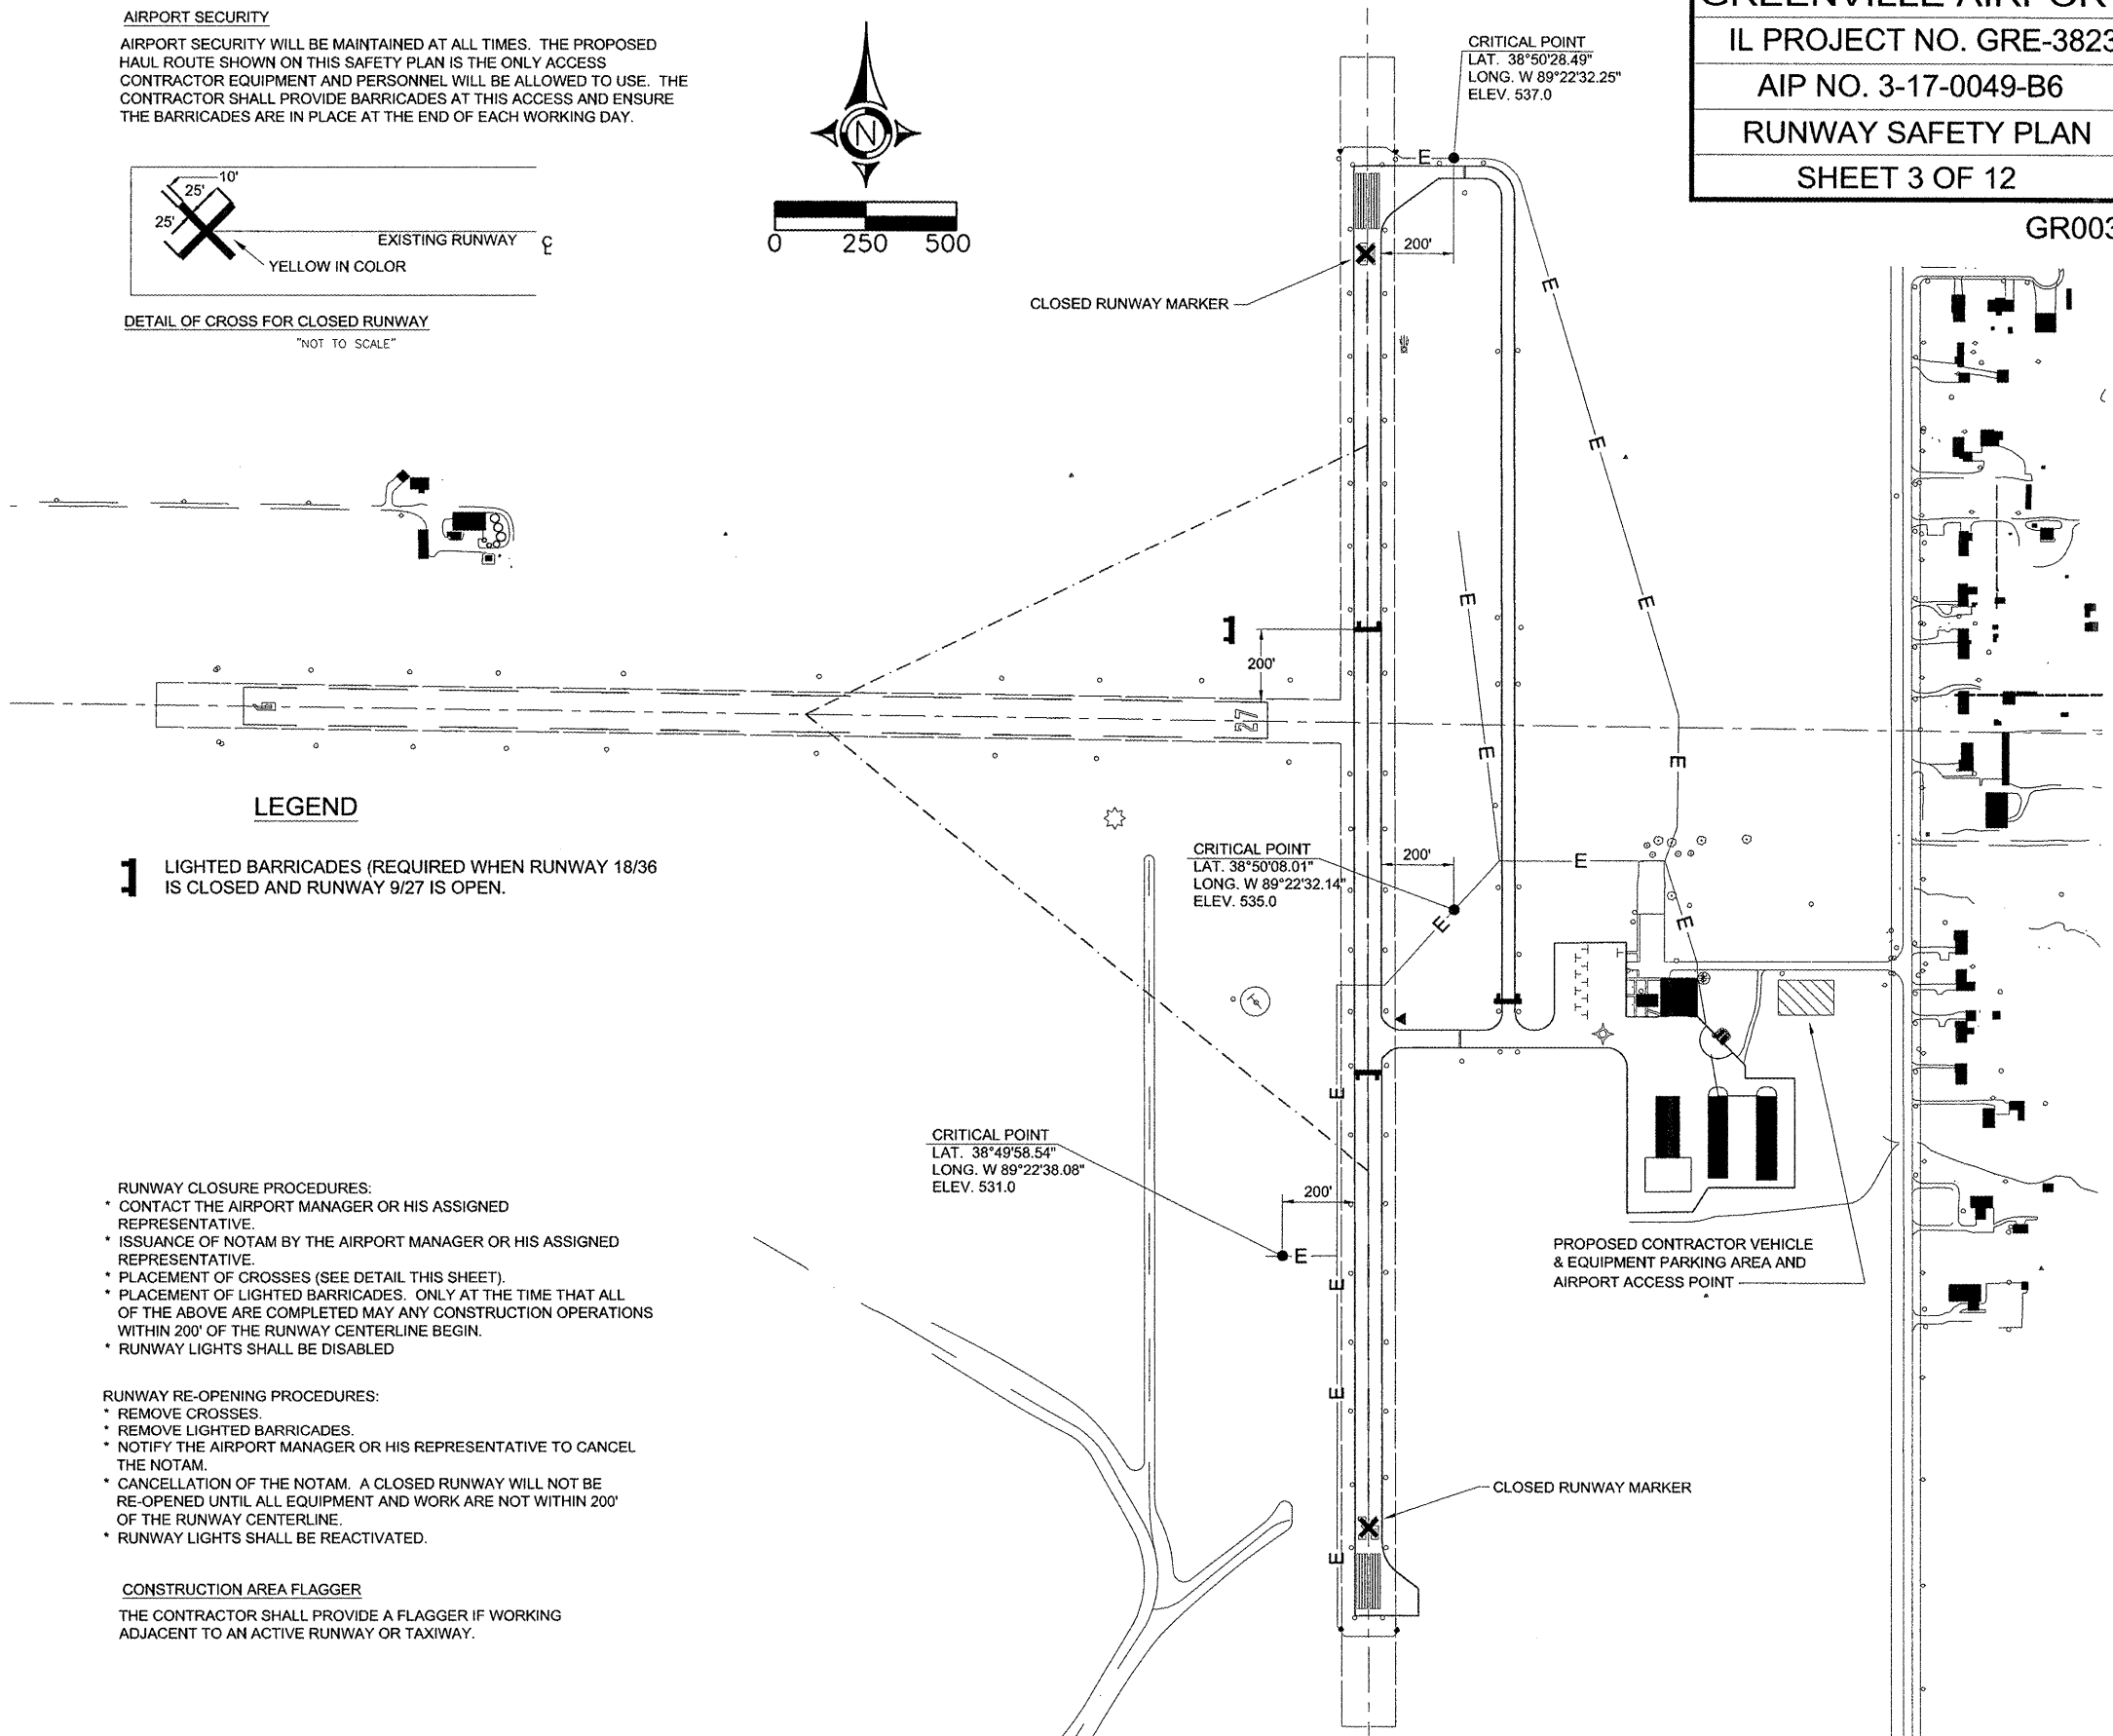 AIRPORT SECURITY
AIRPORT SECURITY WILL BE MAINTAINED AT ALL TIMES. THE PROPOSED
HAUL ROUTE SHOWN ON THIS SAFETY PLAN IS THE ONLY ACCESS
CONTRACTOR EQUIPMENT AND PERSONNEL WILL BE ALLOWED TO USE. THE
CONTRACTOR SHALL PROVIDE BARRICADES AT THIS ACCESS AND ENSURE
THE BARRICADES ARE IN PLACE AT THE END OF EACH WORKING DAY.
10'
25'
25'
EXISTING RUNWAY ℄
YELLOW IN COLOR
DETAIL OF CROSS FOR CLOSED RUNWAY
"NOT TO SCALE"
N
0 250 500
CRITICAL POINT
LAT. 38°50'28.49"
LONG. W 89°22'32.25"
ELEV. 537.0
GREENVILLE AIRPOR
IL PROJECT NO. GRE-3823
AIP NO. 3-17-0049-B6
RUNWAY SAFETY PLAN
SHEET 3 OF 12
GR003
E
200'
CLOSED RUNWAY MARKER
E
E
E
E
200'
27
E
E
LEGEND
LIGHTED BARRICADES (REQUIRED WHEN RUNWAY 18/36
IS CLOSED AND RUNWAY 9/27 IS OPEN.
CRITICAL POINT
LAT. 38°50'08.01"
LONG. W 89°22'32.14"
ELEV. 535.0
200'
E
E
E
E
CRITICAL POINT
LAT. 38°49'58.54"
LONG. W 89°22'38.08"
ELEV. 531.0
200'
E
E
PROPOSED CONTRACTOR VEHICLE
& EQUIPMENT PARKING AREA AND
AIRPORT ACCESS POINT
RUNWAY CLOSURE PROCEDURES:
* CONTACT THE AIRPORT MANAGER OR HIS ASSIGNED
REPRESENTATIVE.
* ISSUANCE OF NOTAM BY THE AIRPORT MANAGER OR HIS ASSIGNED
REPRESENTATIVE.
* PLACEMENT OF CROSSES (SEE DETAIL THIS SHEET).
* PLACEMENT OF LIGHTED BARRICADES. ONLY AT THE TIME THAT ALL
OF THE ABOVE ARE COMPLETED MAY ANY CONSTRUCTION OPERATIONS
WITHIN 200' OF THE RUNWAY CENTERLINE BEGIN.
* RUNWAY LIGHTS SHALL BE DISABLED
RUNWAY RE-OPENING PROCEDURES:
* REMOVE CROSSES.
* REMOVE LIGHTED BARRICADES.
* NOTIFY THE AIRPORT MANAGER OR HIS REPRESENTATIVE TO CANCEL
THE NOTAM.
* CANCELLATION OF THE NOTAM. A CLOSED RUNWAY WILL NOT BE
RE-OPENED UNTIL ALL EQUIPMENT AND WORK ARE NOT WITHIN 200'
OF THE RUNWAY CENTERLINE.
* RUNWAY LIGHTS SHALL BE REACTIVATED.
E
CLOSED RUNWAY MARKER
E
CONSTRUCTION AREA FLAGGER
THE CONTRACTOR SHALL PROVIDE A FLAGGER IF WORKING
ADJACENT TO AN ACTIVE RUNWAY OR TAXIWAY.